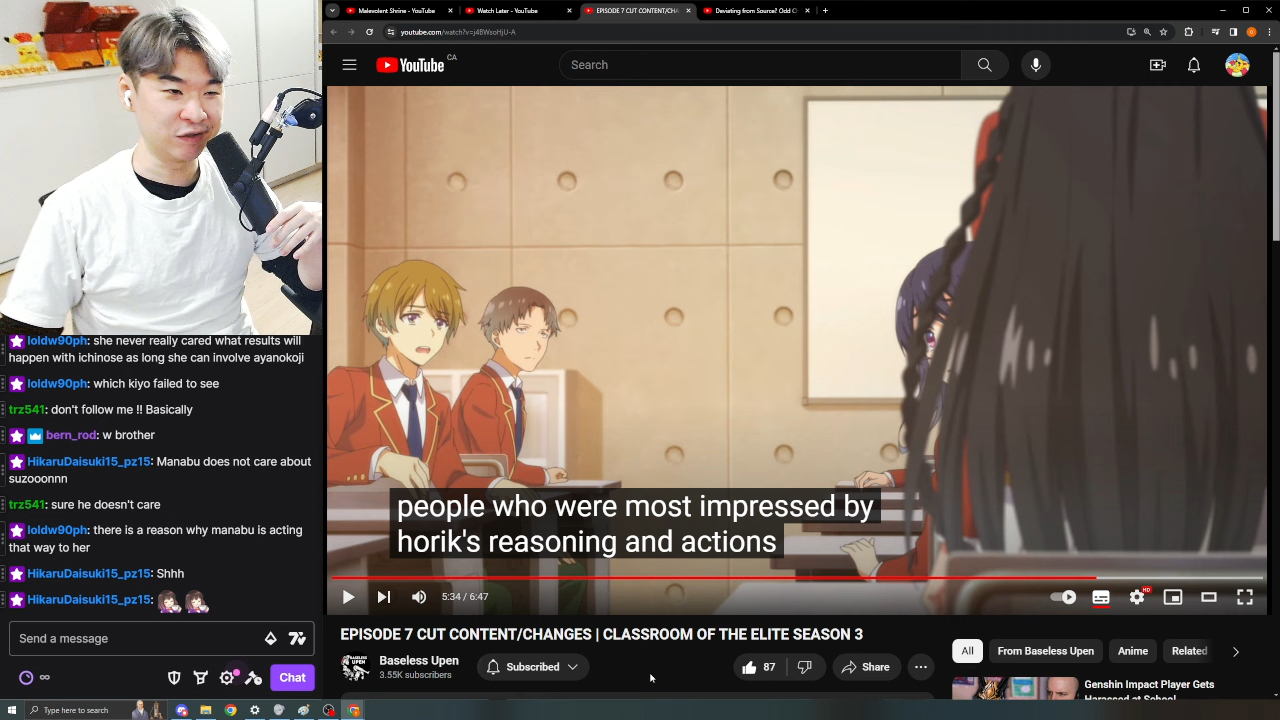 Malevolent Shrine - YouTube
Watch Later - YouTube
EPISODE 7 CUT CONTENT/CHA
Deviating from Source? Odd C
youtube.com/watch?v=j4BWsoHjU-A
YouTube CA
Search
people who were most impressed by
horik's reasoning and actions
5:34 / 6:47
HD
EPISODE 7 CUT CONTENT/CHANGES | CLASSROOM OF THE ELITE SEASON 3
Baseless Upen
3.55K subscribers
Subscribed
87
Share
All
From Baseless Upen
Anime
Related
Genshin Impact Player Gets
Harassed at School
loldw90ph: she never really cared what results will
happen with ichinose as long she can involve ayanokoji
loldw90ph: which kiyo failed to see
trz541: don't follow me !! Basically
bern_rod: w brother
HikaruDaisuki15_pz15: Manabu does not care about
suzooonnn
trz541: sure he doesn't care
loldw90ph: there is a reason why manabu is acting
that way to her
HikaruDaisuki15_pz15: Shhh
HikaruDaisuki15_pz15:
Send a message
Chat
Type here to search